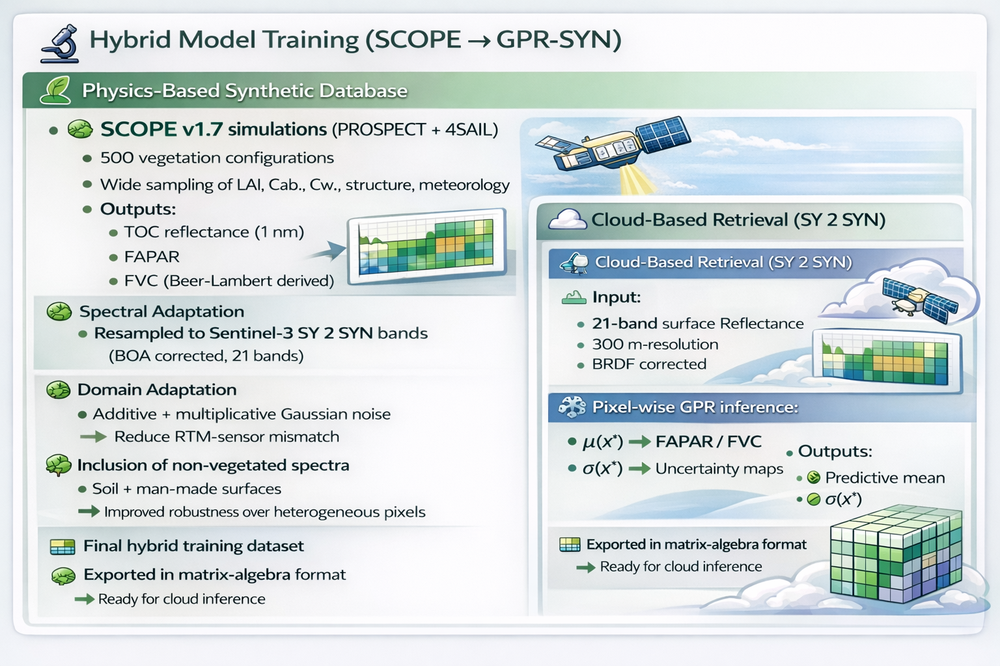 Hybrid Model Training (SCOPE → GPR-SYN)
Physics-Based Synthetic Database
• SCOPE v1.7 simulations (PROSPECT + 4SAIL)
• 500 vegetation configurations
• Wide sampling of LAI, Cab., Cw., structure, meteorology
• Outputs:
• TOC reflectance (1 nm)
• FAPAR
• FVC (Beer-Lambert derived)
Spectral Adaptation
• Resampled to Sentinel-3 SY 2 SYN bands
(BOA corrected, 21 bands)
Domain Adaptation
• Additive + multiplicative Gaussian noise
→ Reduce RTM-sensor mismatch
Inclusion of non-vegetated spectra
• Soil + man-made surfaces
→ Improved robustness over heterogeneous pixels
Final hybrid training dataset
Exported in matrix-algebra format
→ Ready for cloud inference
Cloud-Based Retrieval (SY 2 SYN)
Cloud-Based Retrieval (SY 2 SYN)
Input:
• 21-band surface Reflectance
• 300 m-resolution
• BRDF corrected
Pixel-wise GPR inference:
• μ(x*) → FAPAR / FVC
• σ(x*) → Uncertainty maps
• Outputs:
• Predictive mean
• σ(x*)
Exported in matrix-algebra format
→ Ready for cloud inference